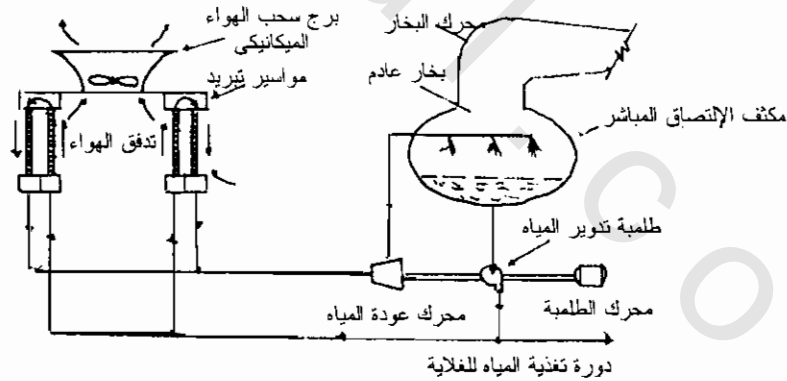 برج سحب الهواء
الميكانيكى
مواسير تبريد
تدفق الهواء
محرك البخار
بخار عادم
مكثف الإلتصاق المباشر
طلمبة تدوير المياه
محرك الطلمبة
محرك عودة المياه
دورة تغذية المياه للغلاية